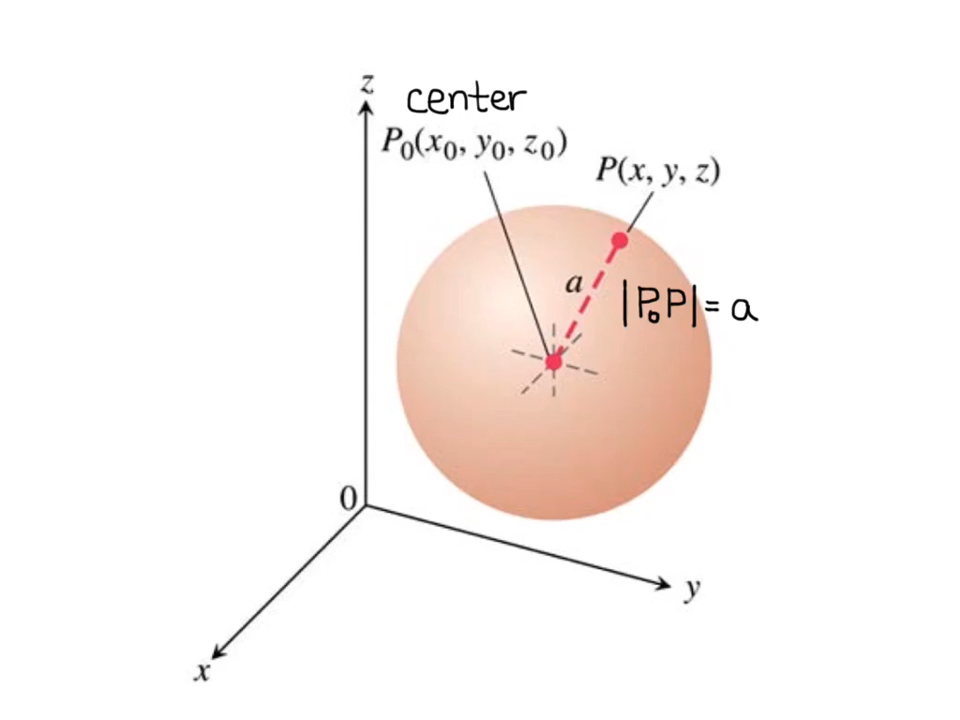 z
center
P₀(x₀, y₀, z₀)
P(x, y, z)
a
|P₀P| = a
0
y
x